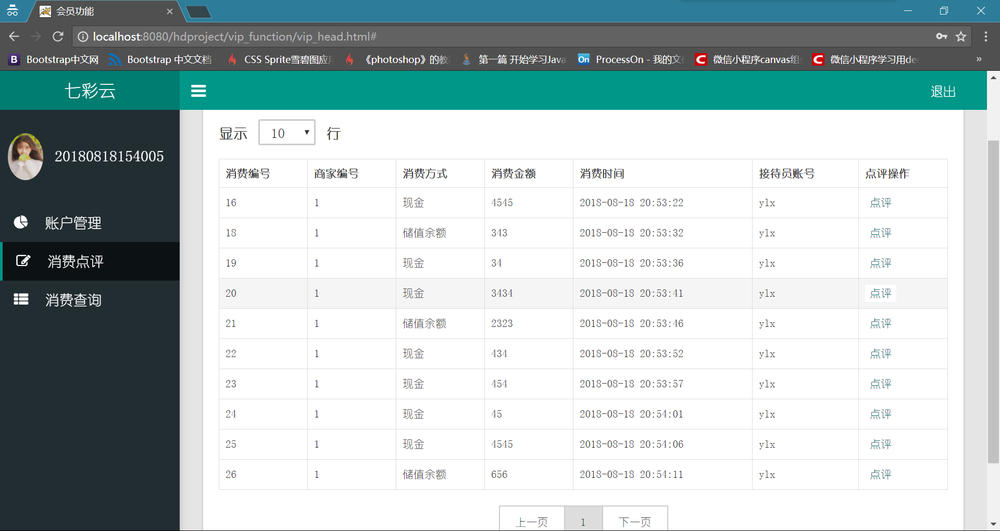 会员功能
localhost:8080/hdproject/vip_function/vip_head.html#
Bootstrap中文网 Bootstrap 中文文档 CSS Sprite雪碧图应用 《photoshop》的教 第一篇 开始学习Java ProcessOn - 我的文 微信小程序canvas组 微信小程序学习用de »
七彩云 退出
20180818154005
账户管理
消费点评
消费查询
显示 10 行
消费编号 商家编号 消费方式 消费金额 消费时间 接待员账号 点评操作
16 1 现金 4545 2018-08-18 20:53:22 ylx 点评
18 1 储值余额 343 2018-08-18 20:53:32 ylx 点评
19 1 现金 34 2018-08-18 20:53:36 ylx 点评
20 1 现金 3434 2018-08-18 20:53:41 ylx 点评
21 1 储值余额 2323 2018-08-18 20:53:46 ylx 点评
22 1 现金 434 2018-08-18 20:53:52 ylx 点评
23 1 现金 454 2018-08-18 20:53:57 ylx 点评
24 1 现金 45 2018-08-18 20:54:01 ylx 点评
25 1 现金 4545 2018-08-18 20:54:06 ylx 点评
26 1 储值余额 656 2018-08-18 20:54:11 ylx 点评
上一页 1 下一页